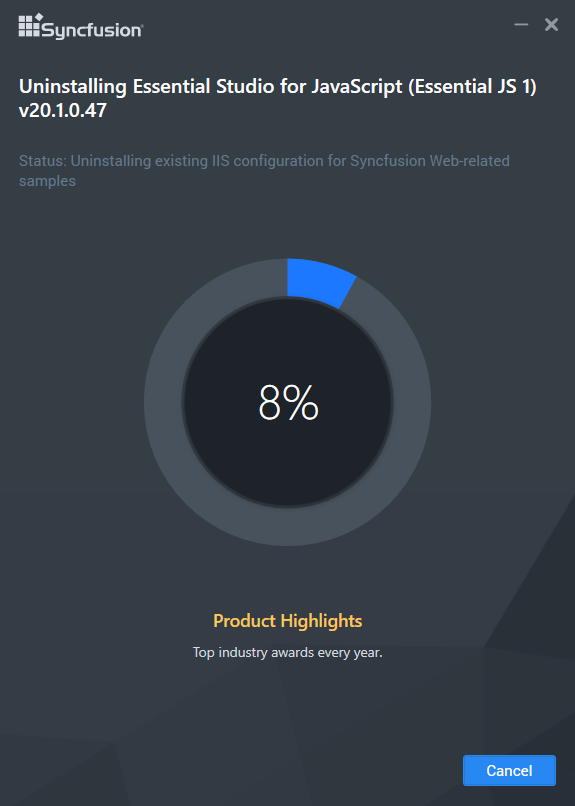 Syncfusion®
Uninstalling Essential Studio for JavaScript (Essential JS 1)
v20.1.0.47
Status: Uninstalling existing IIS configuration for Syncfusion Web-related
samples
8%
Product Highlights
Top industry awards every year.
Cancel